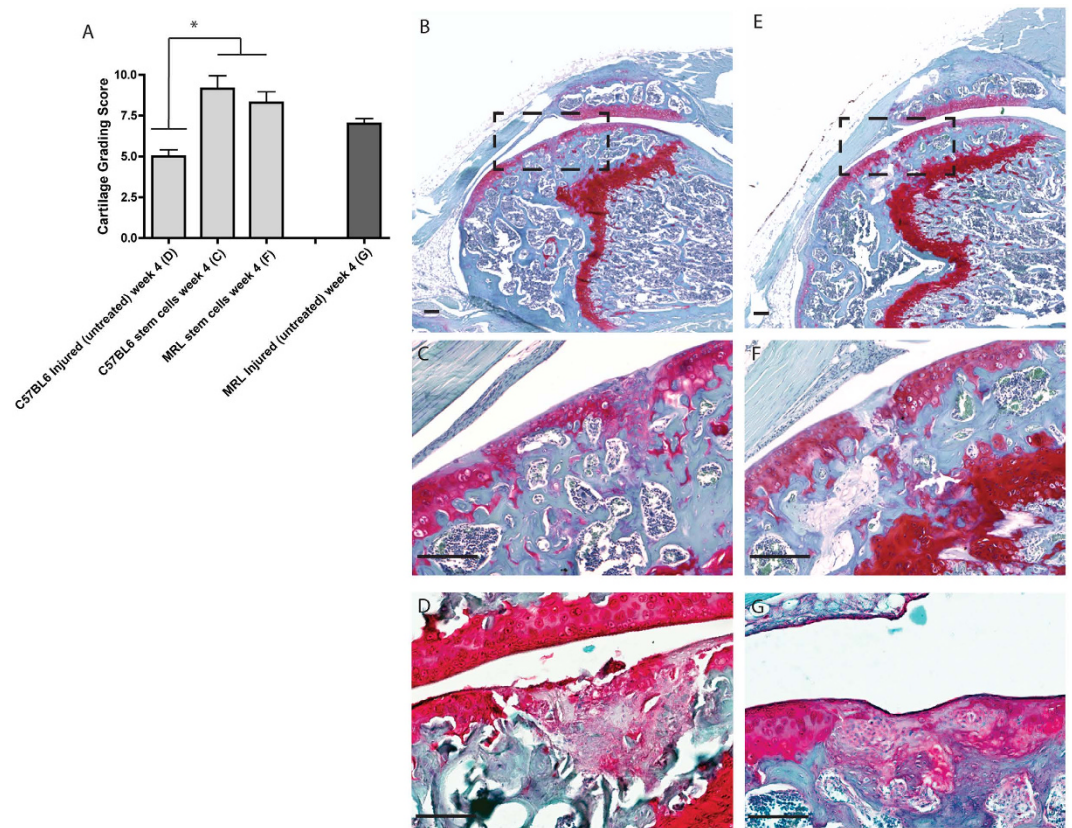 A
*
Cartilage Grading Score
10.0
7.5
5.0
2.5
0.0
C57BL6 Injured (untreated) week 4 (D)
C57BL6 stem cells week 4 (C)
MRL stem cells week 4 (F)
MRL Injured (untreated) week 4 (G)
B
E
C
F
D
G